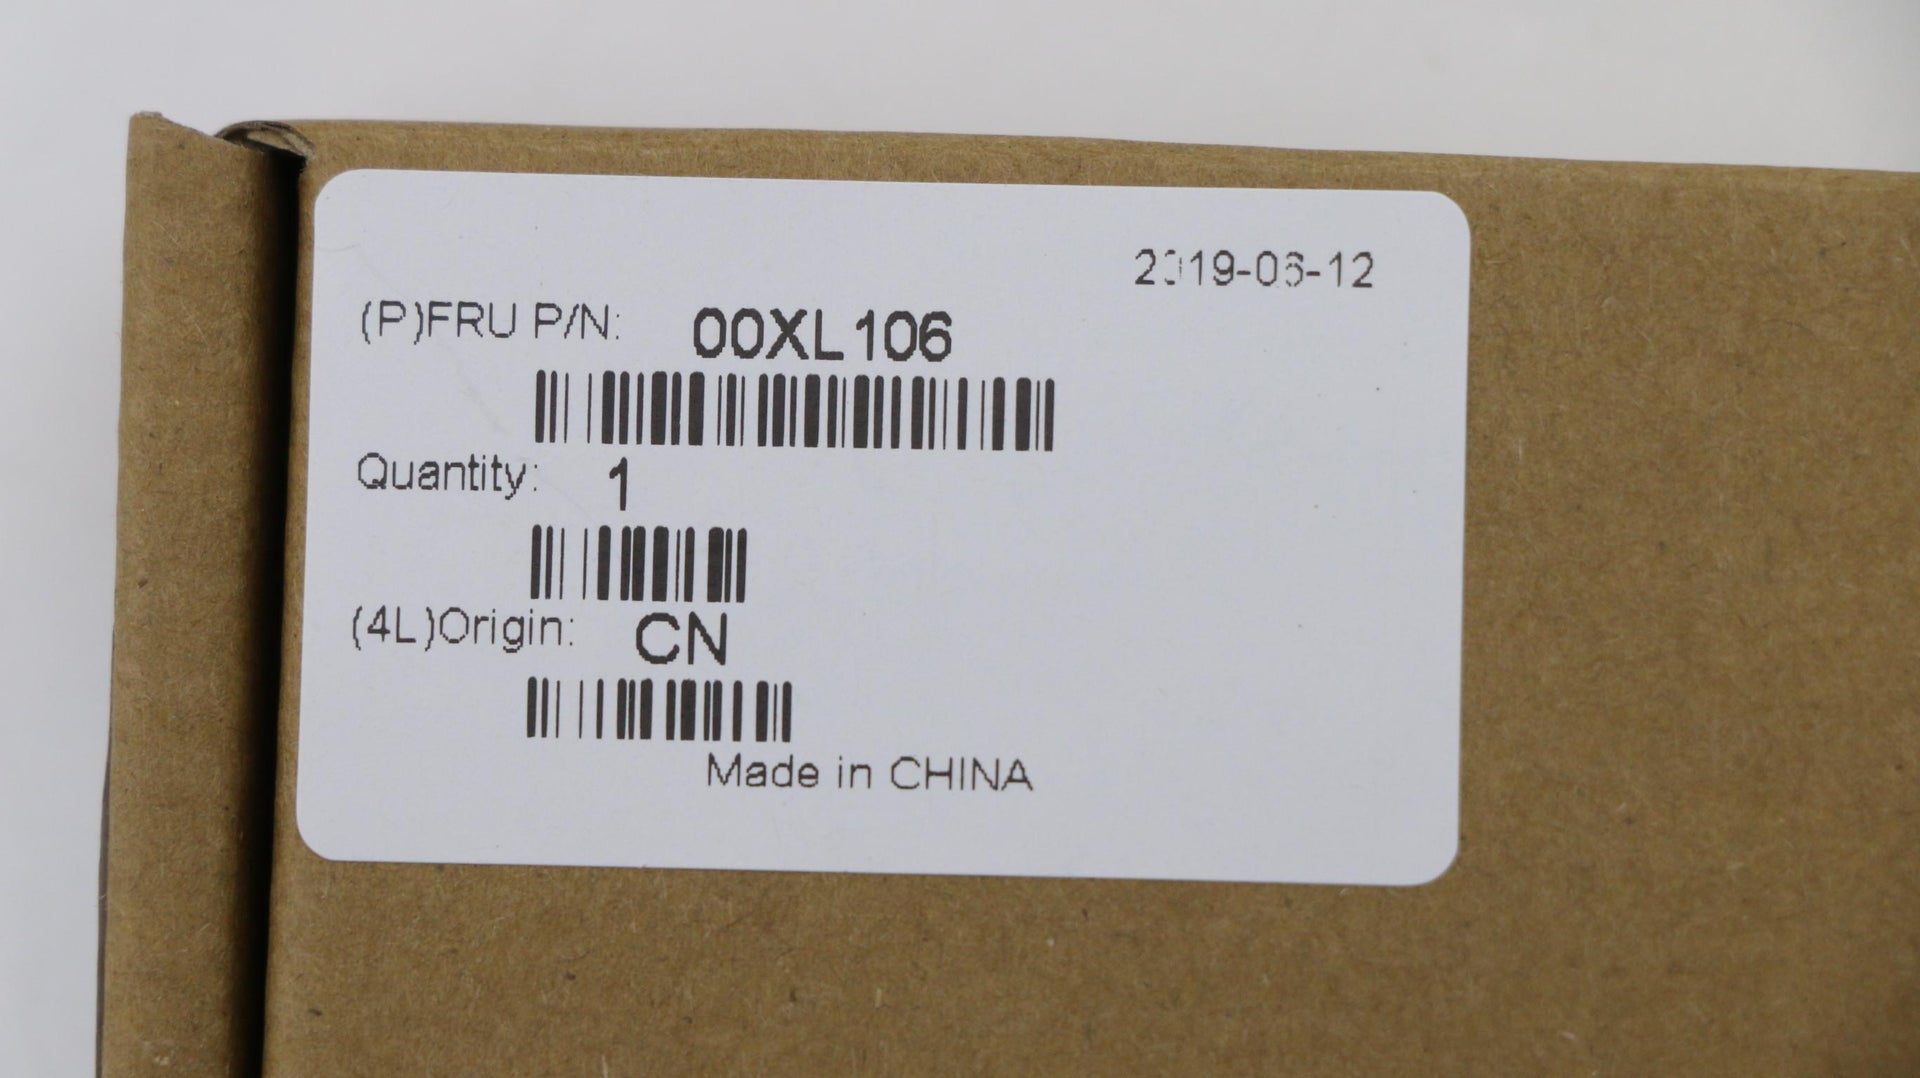 2019-06-12
(P)FRU P/N: 00XL106
Quantity: 1
(4L)Origin: CN
Made in CHINA